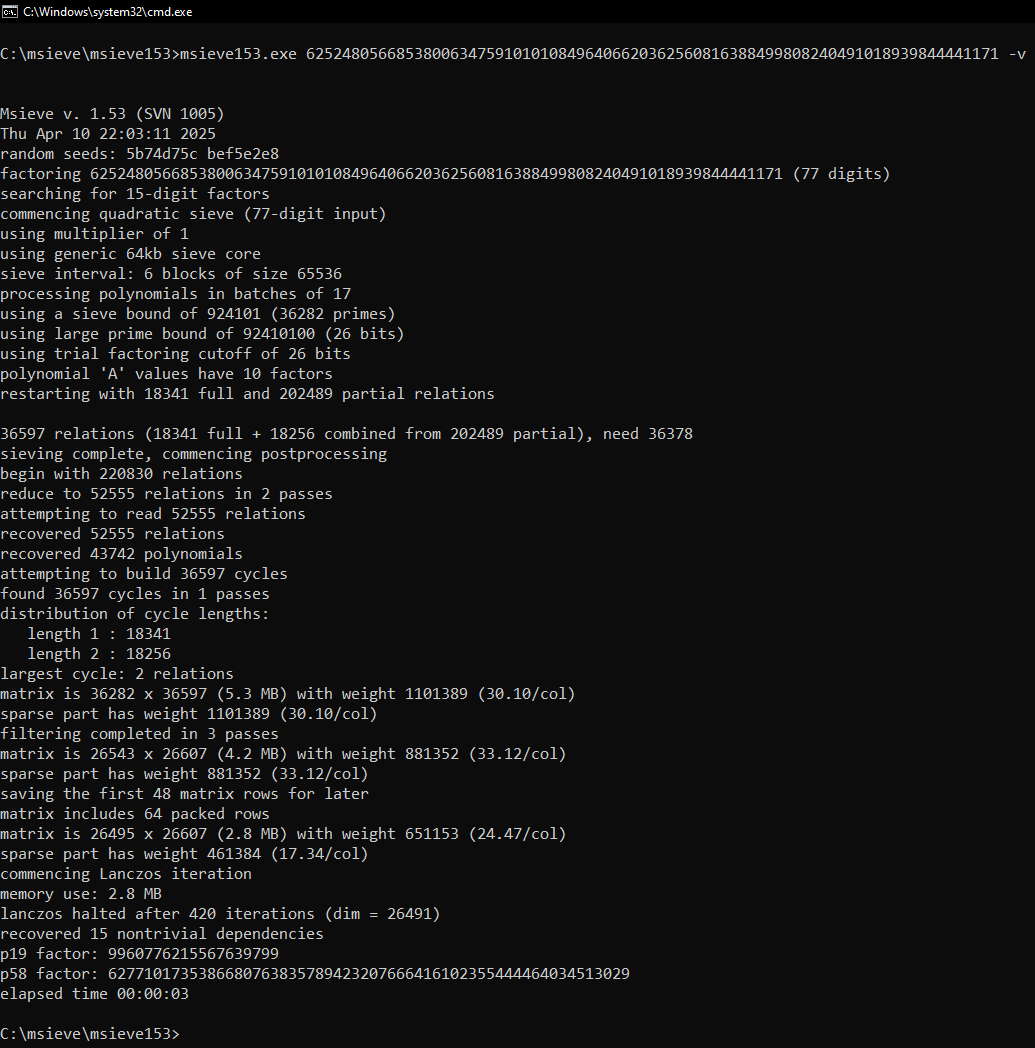 C:\Windows\system32\cmd.exe
C:\msieve\msieve153>msieve153.exe 62524805668538006347591010108496406620362560816388499808240491018939844441171 -v
Msieve v. 1.53 (SVN 1005)
Thu Apr 10 22:03:11 2025
random seeds: 5b74d75c bef5e2e8
factoring 62524805668538006347591010108496406620362560816388499808240491018939844441171 (77 digits)
searching for 15-digit factors
commencing quadratic sieve (77-digit input)
using multiplier of 1
using generic 64kb sieve core
sieve interval: 6 blocks of size 65536
processing polynomials in batches of 17
using a sieve bound of 924101 (36282 primes)
using large prime bound of 92410100 (26 bits)
using trial factoring cutoff of 26 bits
polynomial 'A' values have 10 factors
restarting with 18341 full and 202489 partial relations
36597 relations (18341 full + 18256 combined from 202489 partial), need 36378
sieving complete, commencing postprocessing
begin with 220830 relations
reduce to 52555 relations in 2 passes
attempting to read 52555 relations
recovered 52555 relations
recovered 43742 polynomials
attempting to build 36597 cycles
found 36597 cycles in 1 passes
distribution of cycle lengths:
   length 1 : 18341
   length 2 : 18256
largest cycle: 2 relations
matrix is 36282 x 36597 (5.3 MB) with weight 1101389 (30.10/col)
sparse part has weight 1101389 (30.10/col)
filtering completed in 3 passes
matrix is 26543 x 26607 (4.2 MB) with weight 881352 (33.12/col)
sparse part has weight 881352 (33.12/col)
saving the first 48 matrix rows for later
matrix includes 64 packed rows
matrix is 26495 x 26607 (2.8 MB) with weight 651153 (24.47/col)
sparse part has weight 461384 (17.34/col)
commencing Lanczos iteration
memory use: 2.8 MB
lanczos halted after 420 iterations (dim = 26491)
recovered 15 nontrivial dependencies
p19 factor: 9960776215567639799
p58 factor: 6277101735386680763835789423207666416102355444464034513029
elapsed time 00:00:03
C:\msieve\msieve153>